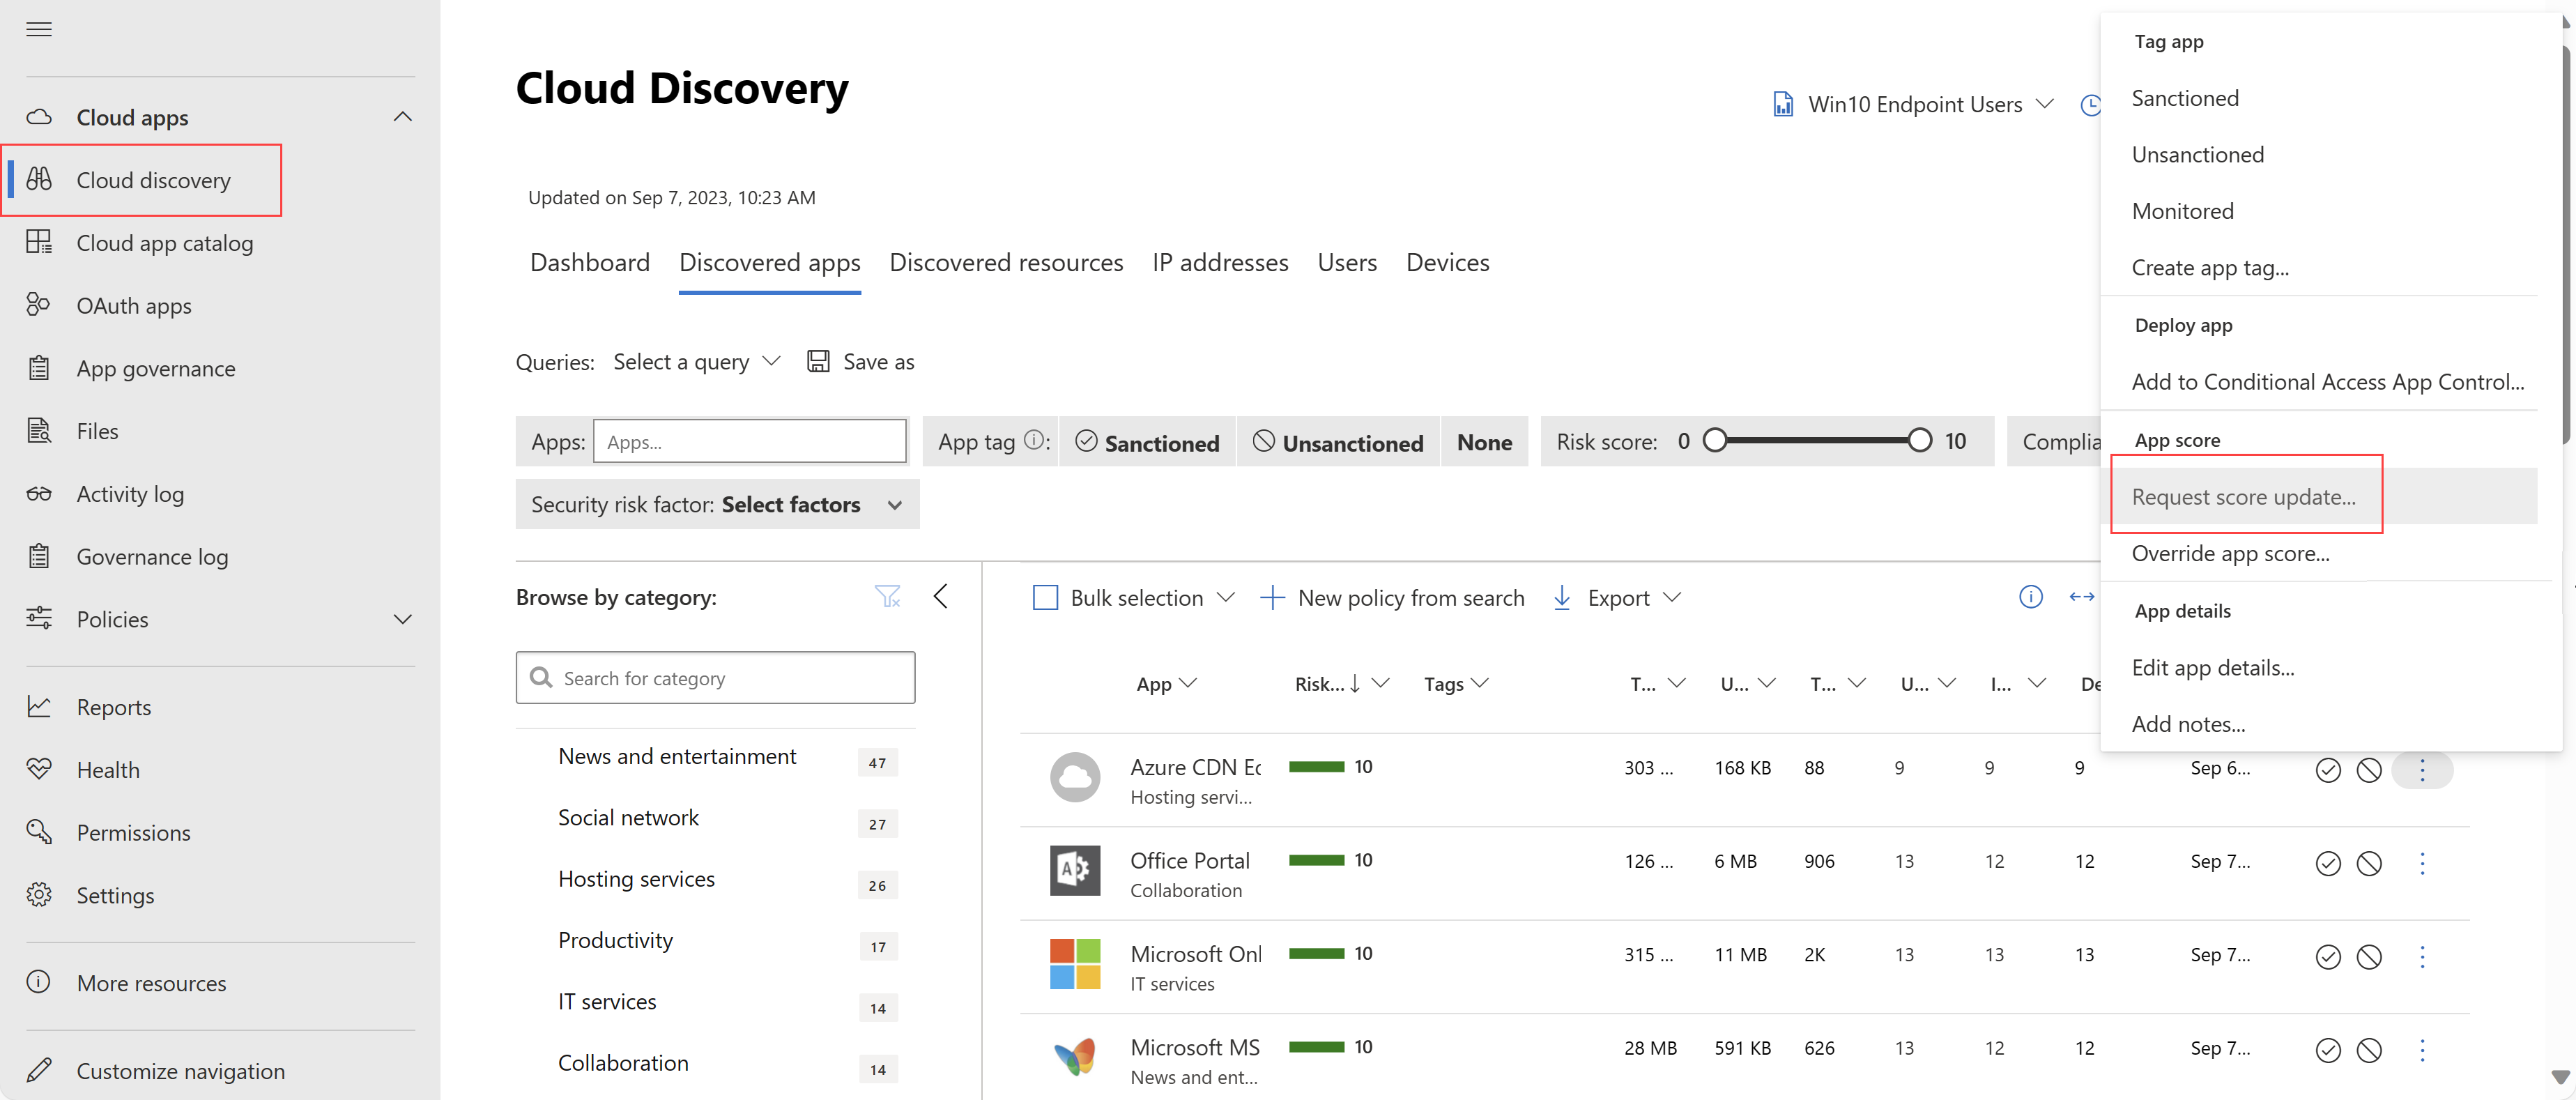 Cloud apps
Cloud discovery
Cloud app catalog
OAuth apps
App governance
Files
Activity log
Governance log
Policies
Reports
Health
Permissions
Settings
More resources
Customize navigation
Cloud Discovery
Win10 Endpoint Users
Updated on Sep 7, 2023, 10:23 AM
Dashboard Discovered apps Discovered resources IP addresses Users Devices
Queries: Select a query Save as
Apps: Apps... App tag : Sanctioned Unsanctioned None Risk score: 0 10 Complia
Security risk factor: Select factors
Browse by category:
Search for category
News and entertainment 47
Social network 27
Hosting services 26
Productivity 17
IT services 14
Collaboration 14
Bulk selection New policy from search Export
App Risk... Tags T... U... T... U... I... De
Azure CDN Ec 10 303 ... 168 KB 88 9 9 9 Sep 6...
Hosting servi...
Office Portal 10 126 ... 6 MB 906 13 12 12 Sep 7...
Collaboration
Microsoft Onl 10 315 ... 11 MB 2K 13 13 13 Sep 7...
IT services
Microsoft MS 10 28 MB 591 KB 626 13 12 12 Sep 7...
News and ent...
Tag app
Sanctioned
Unsanctioned
Monitored
Create app tag...
Deploy app
Add to Conditional Access App Control...
App score
Request score update...
Override app score...
App details
Edit app details...
Add notes...